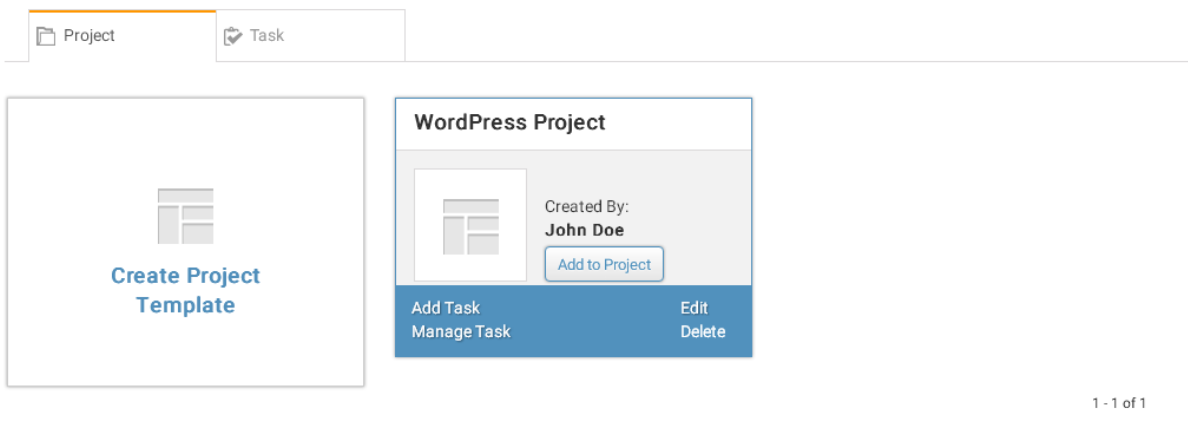 Project
Task
Create Project
Template
WordPress Project
Created By:
John Doe
Add to Project
Add Task
Edit
Manage Task
Delete
1 - 1 of 1